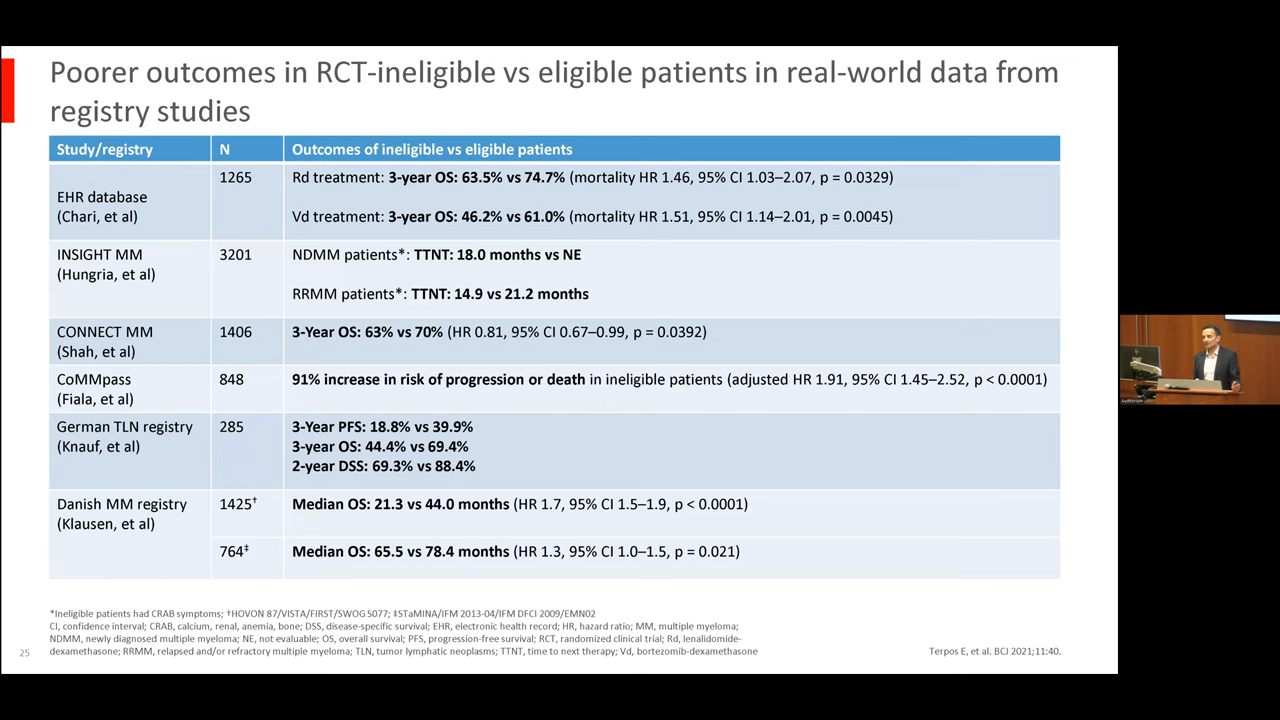 Poorer outcomes in RCT-ineligible vs eligible patients in real-world data from
registry studies
Study/registry
N
Outcomes of ineligible vs eligible patients
EHR database
(Chari, et al)
1265
Rd treatment: 3-year OS: 63.5% vs 74.7% (mortality HR 1.46, 95% CI 1.03–2.07, p = 0.0329)
Vd treatment: 3-year OS: 46.2% vs 61.0% (mortality HR 1.51, 95% CI 1.14–2.01, p = 0.0045)
INSIGHT MM
(Hungria, et al)
3201
NDMM patients*: TTNT: 18.0 months vs NE
RRMM patients*: TTNT: 14.9 vs 21.2 months
CONNECT MM
(Shah, et al)
1406
3-Year OS: 63% vs 70% (HR 0.81, 95% CI 0.67–0.99, p = 0.0392)
CoMMpass
(Fiala, et al)
848
91% increase in risk of progression or death in ineligible patients (adjusted HR 1.91, 95% CI 1.45–2.52, p < 0.0001)
German TLN registry
(Knauf, et al)
285
3-Year PFS: 18.8% vs 39.9%
3-year OS: 44.4% vs 69.4%
2-year DSS: 69.3% vs 88.4%
Danish MM registry
(Klausen, et al)
1425†
Median OS: 21.3 vs 44.0 months (HR 1.7, 95% CI 1.5–1.9, p < 0.0001)
764‡
Median OS: 65.5 vs 78.4 months (HR 1.3, 95% CI 1.0–1.5, p = 0.021)
*Ineligible patients had CRAB symptoms; †HOVON 87/VISTA/FIRST/SWOG S077; ‡STaMINA/IFM 2013-04/IFM DFCI 2009/EMN02
CI, confidence interval; CRAB, calcium, renal, anemia, bone; DSS, disease-specific survival; EHR, electronic health record; HR, hazard ratio; MM, multiple myeloma;
NDMM, newly diagnosed multiple myeloma; NE, not evaluable; OS, overall survival; PFS, progression-free survival; RCT, randomized clinical trial; Rd, lenalidomide-
dexamethasone; RRMM, relapsed and/or refractory multiple myeloma; TLN, tumor lymphatic neoplasms; TTNT, time to next therapy; Vd, bortezomib-dexamethasone
25
Terpos E, et al. BCJ 2021;11:40.
Auditorium